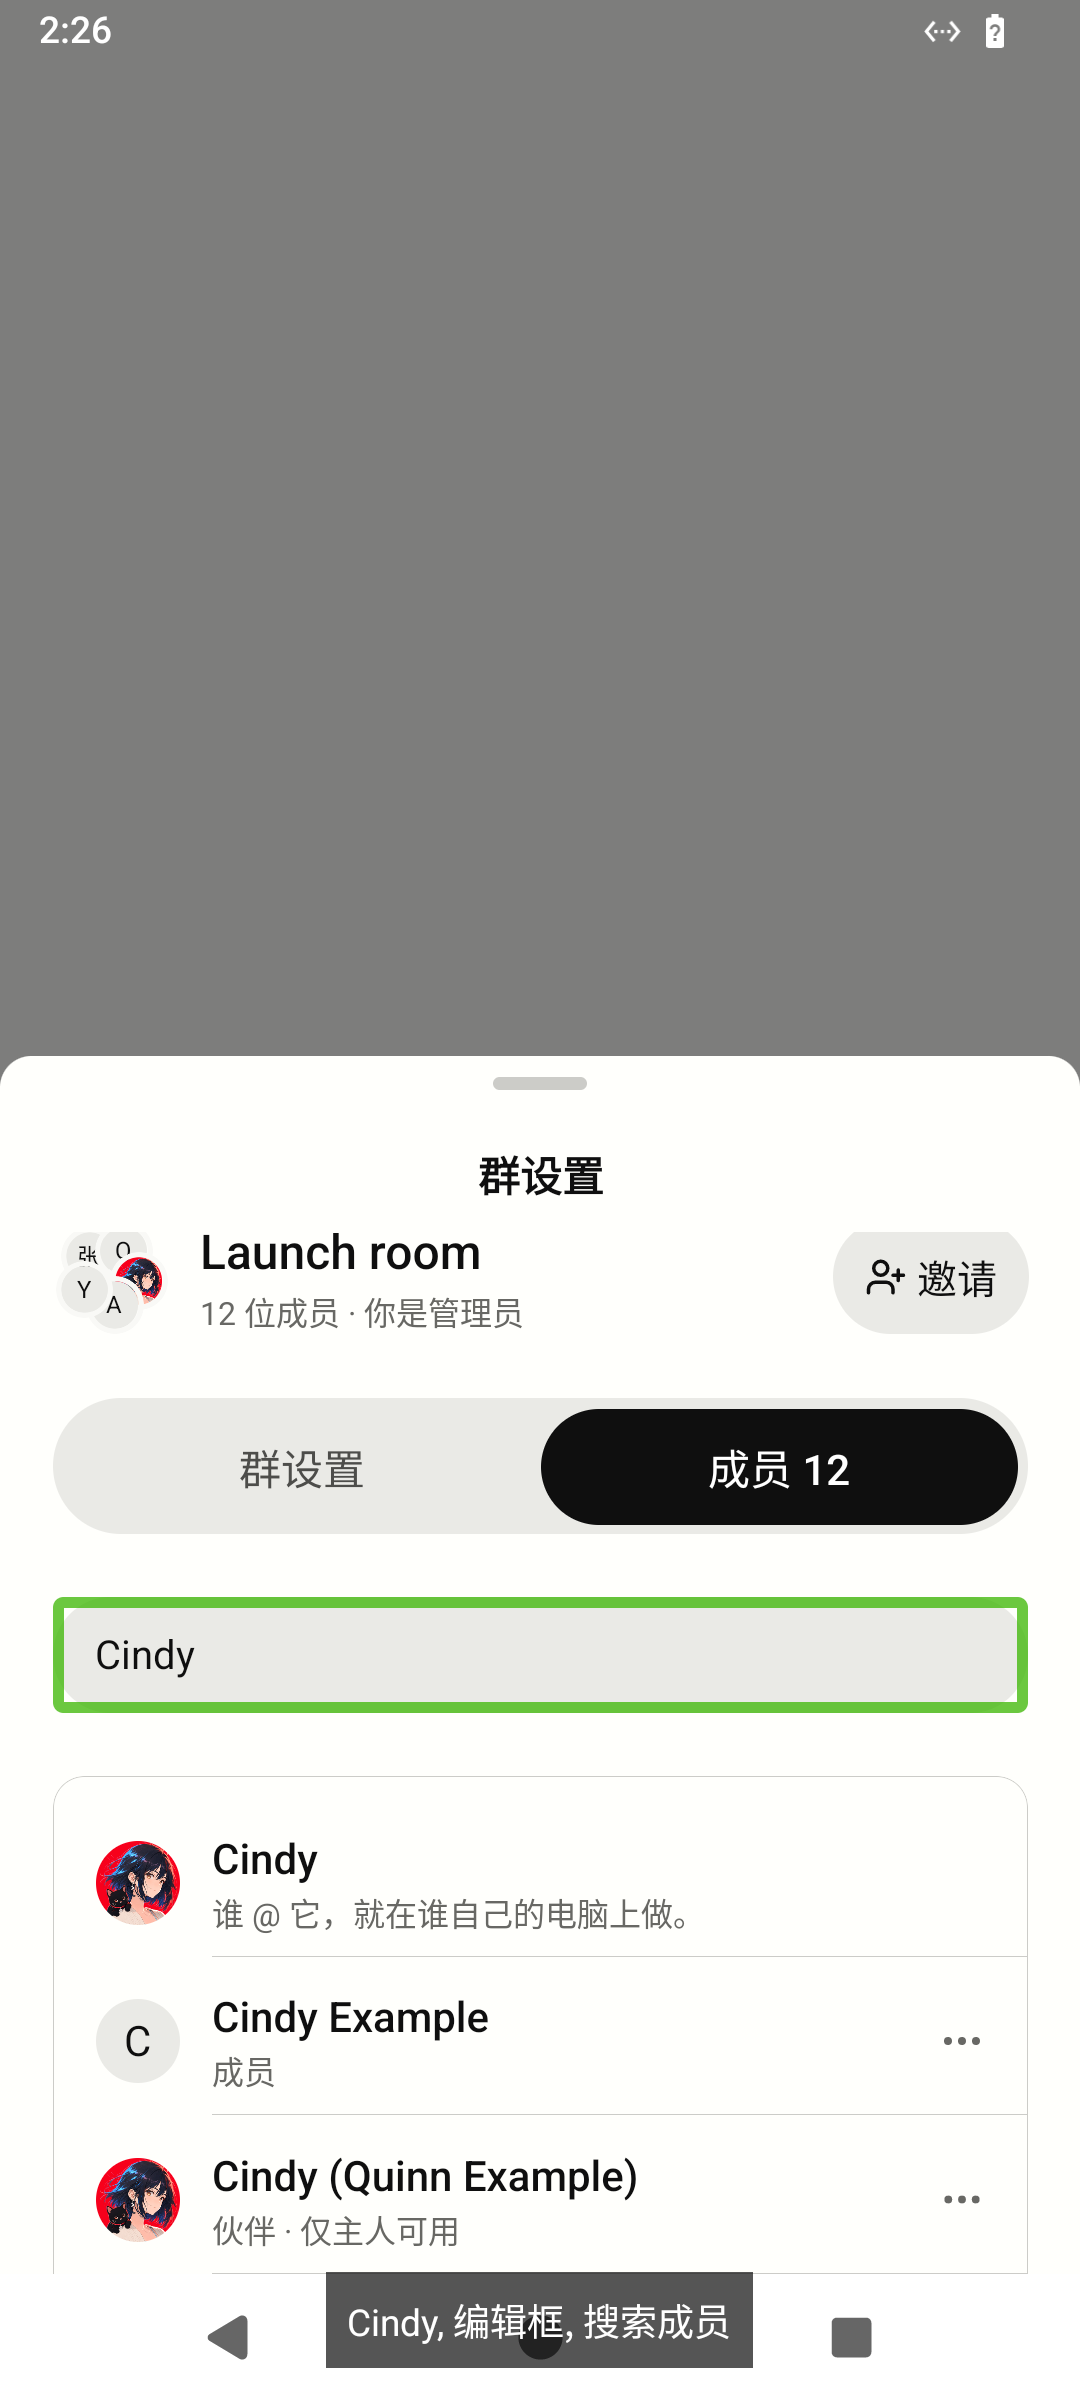 2:26
群设置
张
Q
Y
A
Launch room
12 位成员 · 你是管理员
邀请
群设置
成员 12
Cindy
Cindy
谁 @ 它，就在谁自己的电脑上做。
C
Cindy Example
成员
Cindy (Quinn Example)
伙伴 · 仅主人可用
Cindy, 编辑框, 搜索成员